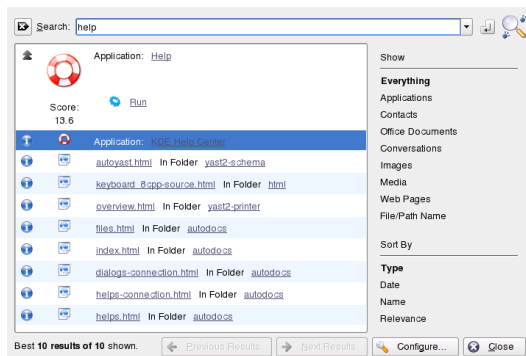 Search: help
Application: Help
Run
Score:
13.6
Application: KDE Help Center
autoyast.html In Folder yast2-schema
keyboard_8cpp-source.html In Folder html
overview.html In Folder yast2-printer
files.html In Folder autodocs
index.html In Folder autodocs
dialogs-connection.html In Folder autodocs
helps-connection.html In Folder autodocs
helps.html In Folder autodocs
Best 10 results of 10 shown.
Previous Results
Next Results
Show
Everything
Applications
Contacts
Office Documents
Conversations
Images
Media
Web Pages
File/Path Name
Sort By
Type
Date
Name
Relevance
Configure...
Close